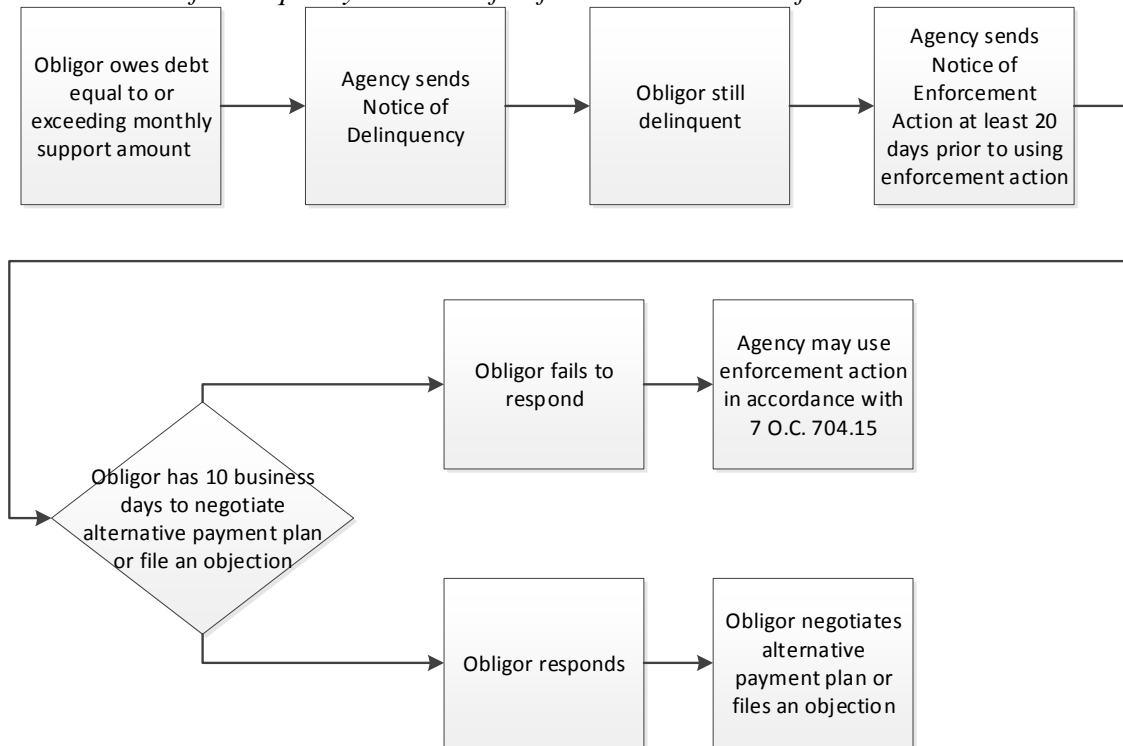 Obligor owes debt
equal to or
exceeding monthly
support amount
Agency sends
Notice of
Delinquency
Obligor still
delinquent
Agency sends
Notice of
Enforcement
Action at least 20
days prior to using
enforcement action
Obligor has 10 business
days to negotiate
alternative payment plan
or file an objection
Obligor fails to
respond
Agency may use
enforcement action
in accordance with
7 O.C. 704.15
Obligor responds
Obligor negotiates
alternative
payment plan or
files an objection